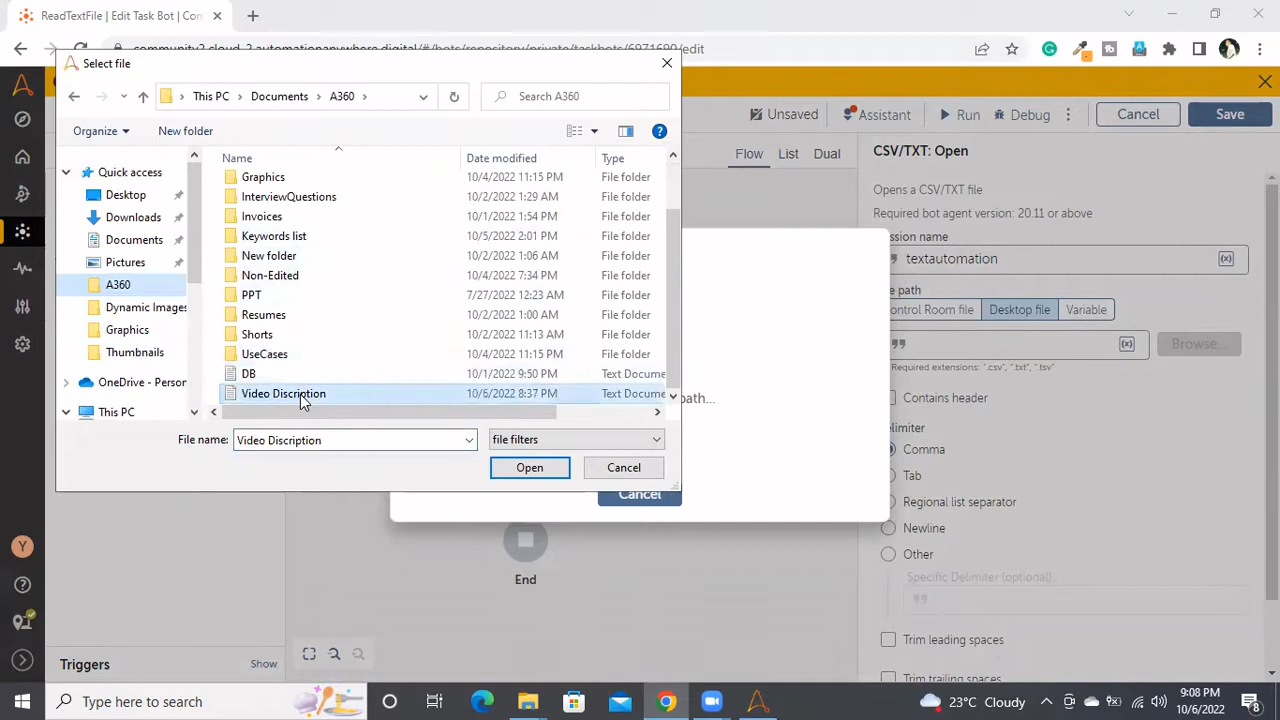 ReadTextFile | Edit Task Bot | Con
community2.cloud-2.automationanywhere.digital/#/bots/repository/private/taskbots/6971690/edit
Select file
This PC > Documents > A360 >
Search A360
Organize
New folder
Name
Date modified
Type
Quick access
Desktop
Downloads
Documents
Pictures
A360
Dynamic Images
Graphics
Thumbnails
OneDrive - Person
This PC
Graphics 10/4/2022 11:15 PM File folder
InterviewQuestions 10/2/2022 1:29 AM File folder
Invoices 10/1/2022 1:54 PM File folder
Keywords list 10/5/2022 2:01 PM File folder
New folder 10/2/2022 1:06 AM File folder
Non-Edited 10/4/2022 7:34 PM File folder
PPT 7/27/2022 12:23 AM File folder
Resumes 10/2/2022 1:00 AM File folder
Shorts 10/2/2022 11:13 AM File folder
UseCases 10/4/2022 11:15 PM File folder
DB 10/1/2022 9:50 PM Text Docume
Video Discription 10/6/2022 8:37 PM Text Docume
File name: Video Discription
file filters
Open
Cancel
path...
Cancel
End
Triggers
Show
Unsaved
Assistant
Run
Debug
Cancel
Save
Flow
List
Dual
CSV/TXT: Open
Opens a CSV/TXT file
Required bot agent version: 20.11 or above
ession name
textautomation
(x)
e path
ontrol Room file
Desktop file
Variable
(x)
Browse...
Required extensions: ".csv", ".txt", ".tsv"
Contains header
elimiter
Comma
Tab
Regional list separator
Newline
Other
Specific Delimiter (optional)
Trim leading spaces
Trim trailing spaces
Y
Type here to search
23°C Cloudy
9:08 PM
10/6/2022
8